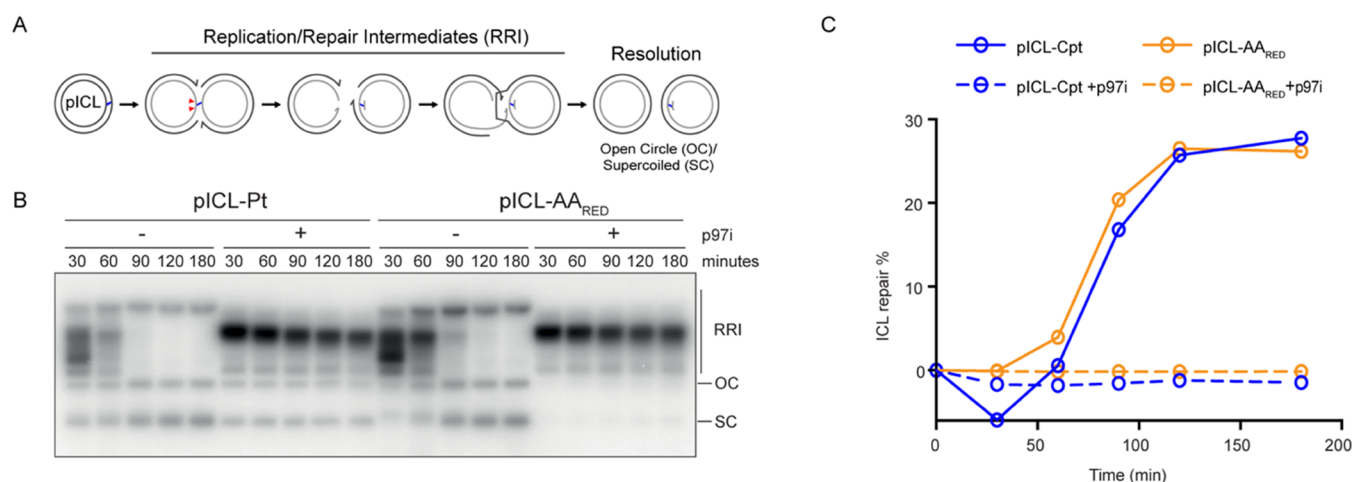 A
Replication/Repair Intermediates (RRI)
Resolution
pICL
Open Circle (OC)/
Supercoiled (SC)
B
pICL-Pt pICL-AARED
- + - + p97i
30 60 90 120 180 30 60 90 120 180 30 60 90 120 180 30 60 90 120 180 minutes
RRI
OC
SC
C
pICL-Cpt pICL-AARED
pICL-Cpt +p97i pICL-AARED+p97i
30
20
10
0
ICL repair %
0 50 100 150 200
Time (min)